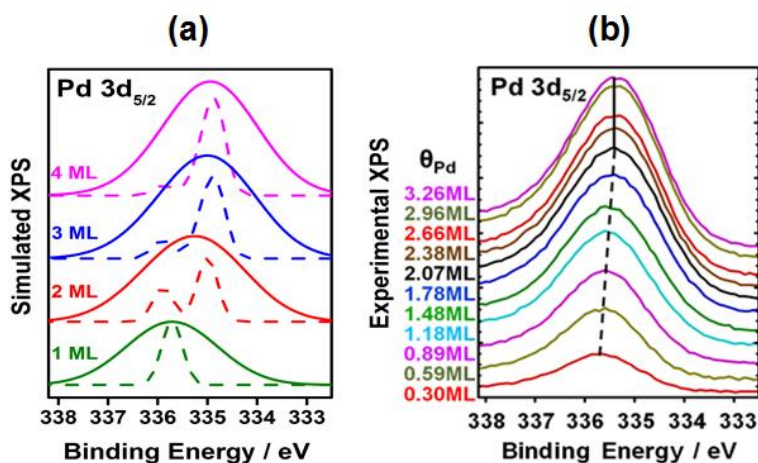 (a)
Pd 3d5/2
4 ML
3 ML
2 ML
1 ML
Simulated XPS
338 337 336 335 334 333
Binding Energy / eV
(b)
Pd 3d5/2
θPd
3.26ML
2.96ML
2.66ML
2.38ML
2.07ML
1.78ML
1.48ML
1.18ML
0.89ML
0.59ML
0.30ML
Experimental XPS
338 337 336 335 334 333
Binding Energy / eV